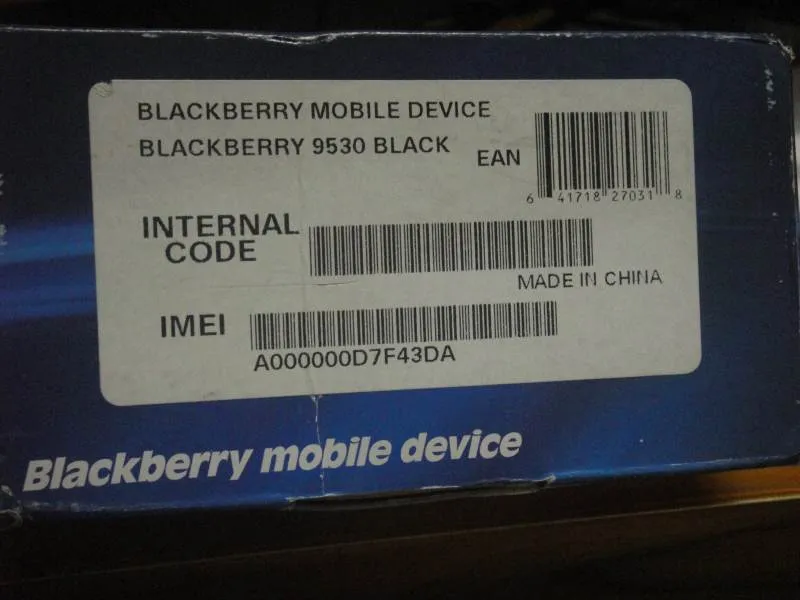 BLACKBERRY MOBILE DEVICE
BLACKBERRY 9530 BLACK
EAN
6 41718 27031 8
INTERNAL
CODE
MADE IN CHINA
IMEI
A000000D7F43DA
Blackberry mobile device